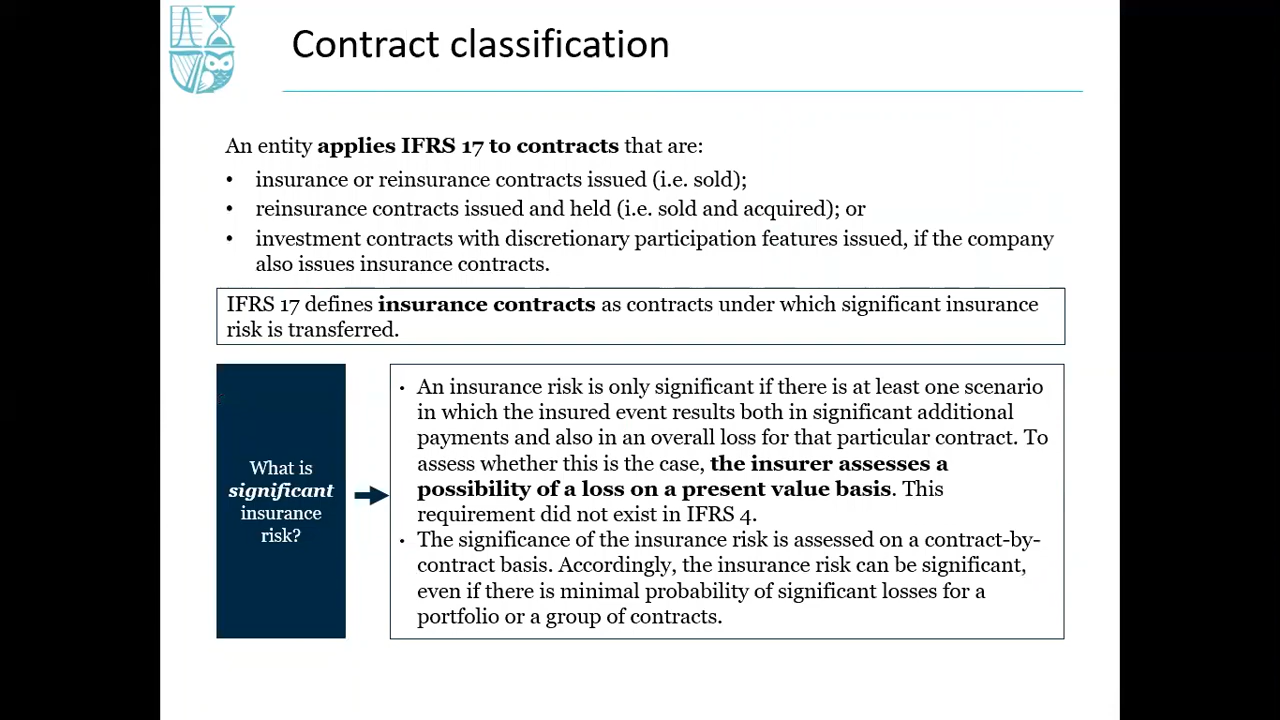 Contract classification
An entity applies IFRS 17 to contracts that are:
• insurance or reinsurance contracts issued (i.e. sold);
• reinsurance contracts issued and held (i.e. sold and acquired); or
• investment contracts with discretionary participation features issued, if the company
also issues insurance contracts.
IFRS 17 defines insurance contracts as contracts under which significant insurance
risk is transferred.
What is
significant
insurance
risk?
• An insurance risk is only significant if there is at least one scenario
in which the insured event results both in significant additional
payments and also in an overall loss for that particular contract. To
assess whether this is the case, the insurer assesses a
possibility of a loss on a present value basis. This
requirement did not exist in IFRS 4.
• The significance of the insurance risk is assessed on a contract-by-
contract basis. Accordingly, the insurance risk can be significant,
even if there is minimal probability of significant losses for a
portfolio or a group of contracts.